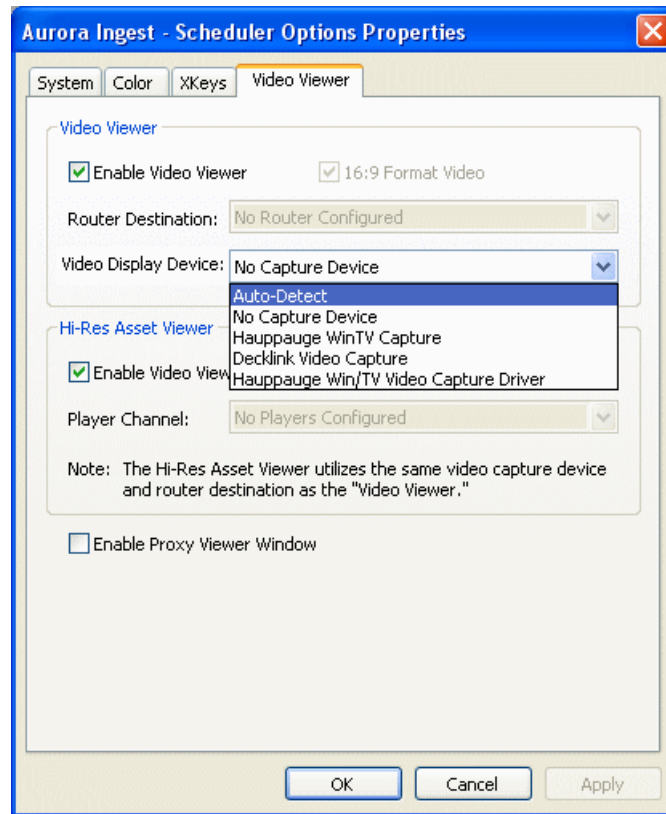 Aurora Ingest - Scheduler Options Properties
System Color XKeys Video Viewer
Video Viewer
Enable Video Viewer 16:9 Format Video
Router Destination: No Router Configured
Video Display Device: No Capture Device
Auto-Detect
No Capture Device
Hauppauge WinTV Capture
Decklink Video Capture
Hauppauge Win/TV Video Capture Driver
Hi-Res Asset Viewer
Enable Video View
Player Channel: No Players Configured
Note: The Hi-Res Asset Viewer utilizes the same video capture device
and router destination as the "Video Viewer."
Enable Proxy Viewer Window
OK Cancel Apply